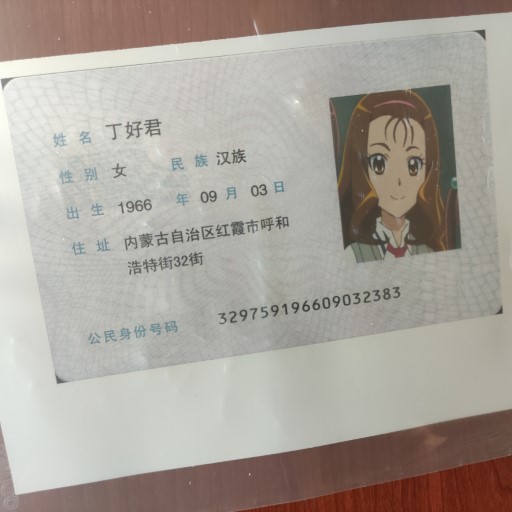 姓名 丁好君
性别 女 民族 汉族
出生 1966 年 09 月 03 日
住址 内蒙古自治区红霞市呼和
浩特街32街
公民身份号码 329759196609032383